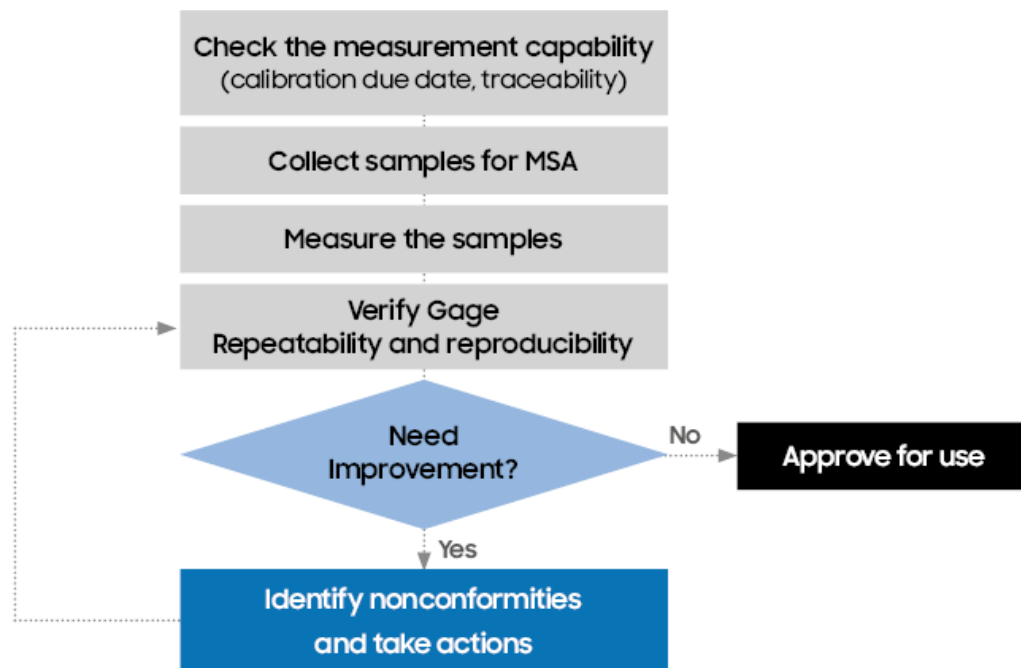 Check the measurement capability
(calibration due date, traceability)
Collect samples for MSA
Measure the samples
Verify Gage
Repeatability and reproducibility
Need
Improvement?
No
Approve for use
Yes
Identify nonconformities
and take actions